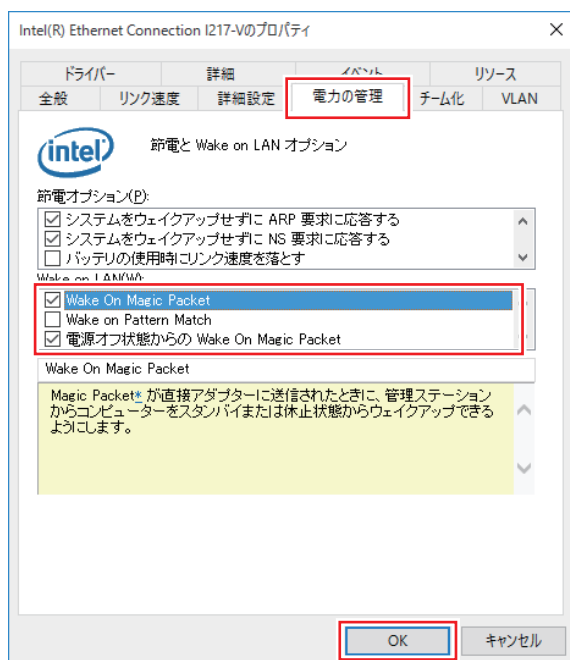 Intel(R) Ethernet Connection I217-Vのプロパティ
ドライバー 詳細 イベント リソース
全般 リンク速度 詳細設定 電力の管理 チーム化 VLAN
intel 節電と Wake on LAN オプション
節電オプション(P):
システムをウェイクアップせずに ARP 要求に応答する
システムをウェイクアップせずに NS 要求に応答する
バッテリの使用時にリンク速度を落とす
Wake on LAN(W):
Wake On Magic Packet
Wake on Pattern Match
電源オフ状態からの Wake On Magic Packet
Wake On Magic Packet
Magic Packet* が直接アダプターに送信されたときに、管理ステーション
からコンピューターをスタンバイまたは休止状態からウェイクアップできる
ようにします。
OK キャンセル